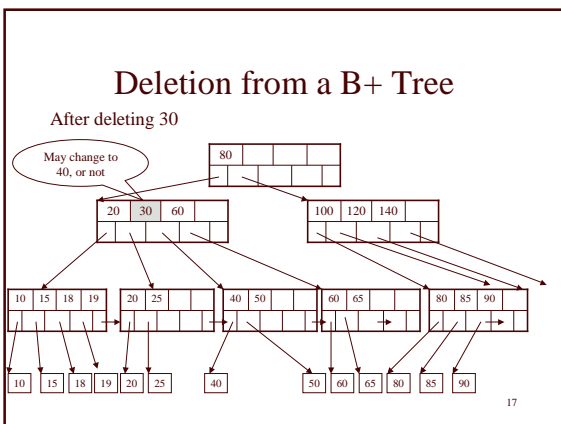 Deletion from a B+ Tree
After deleting 30
May change to
40, or not
80
20 30 60
100 120 140
10 15 18 19
20 25
40 50
60 65
80 85 90
10 15 18 19 20 25 40 50 60 65 80 85 90
17